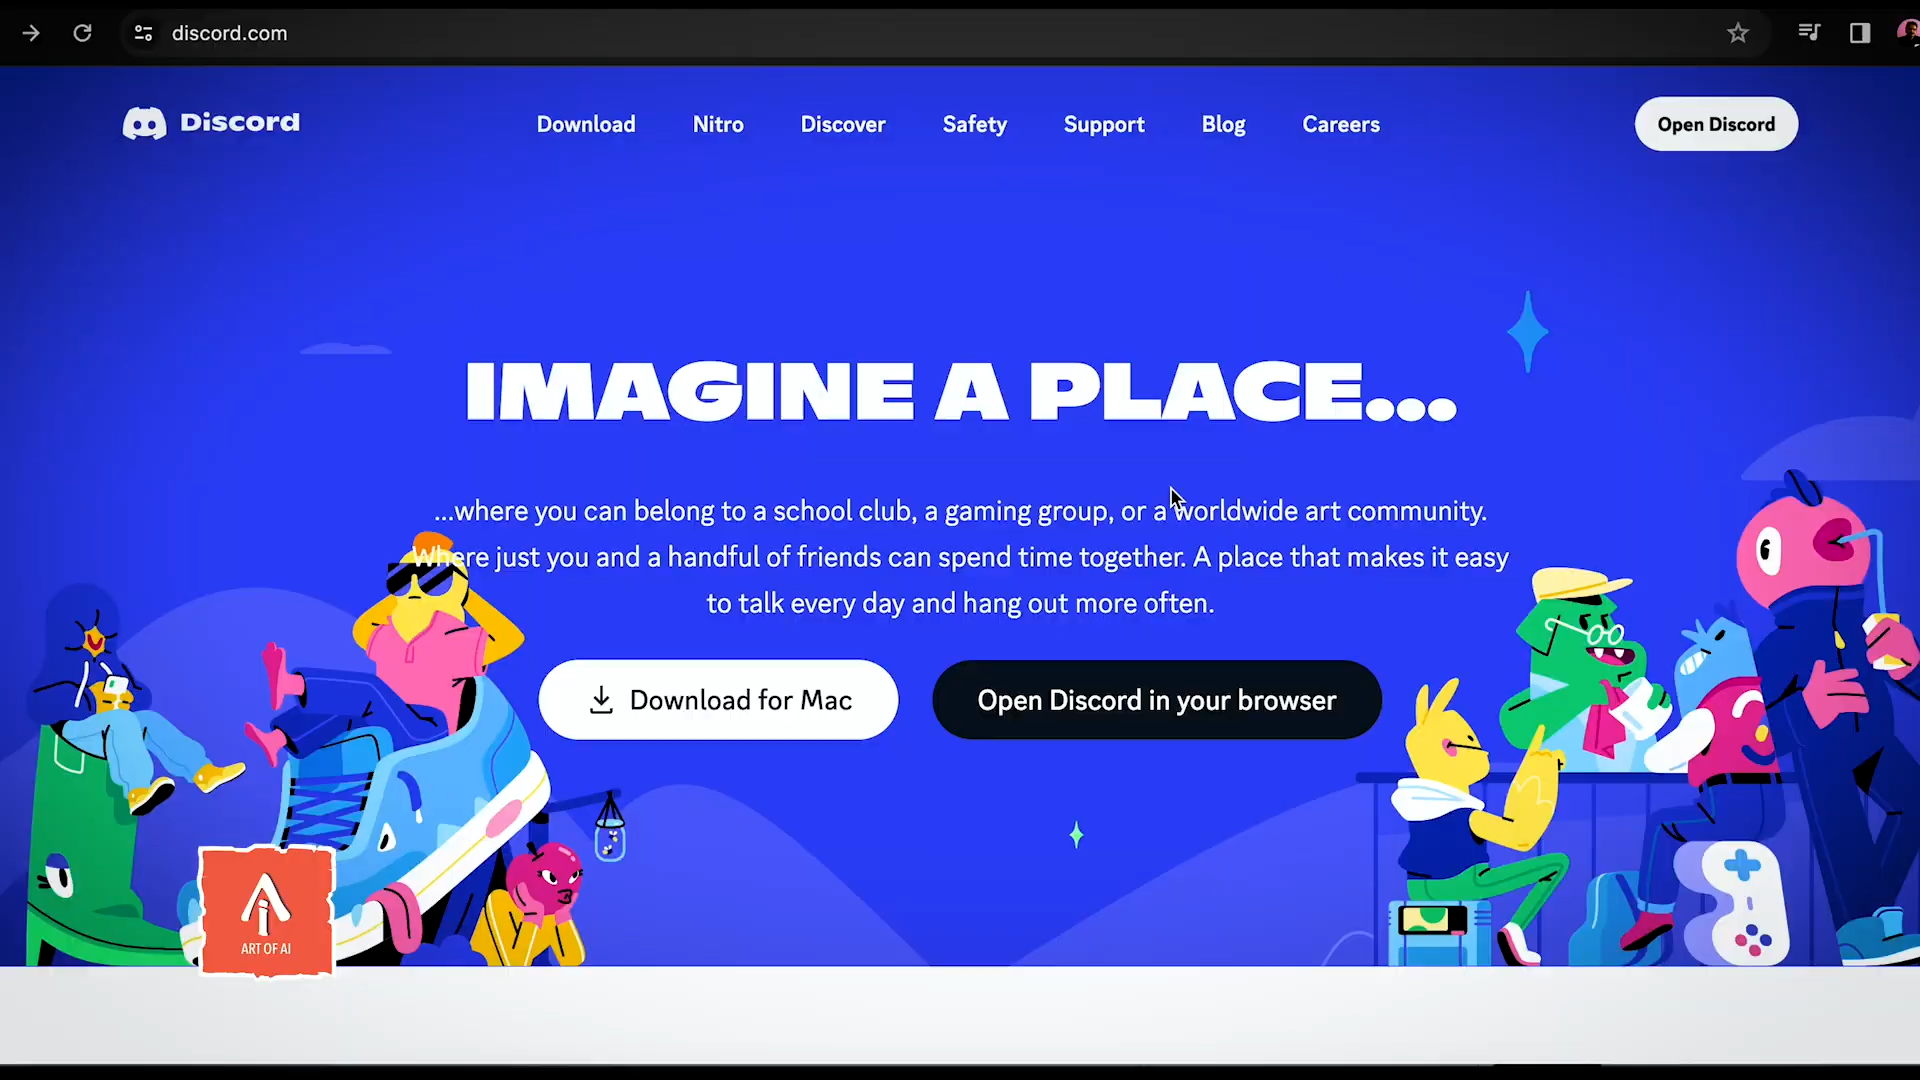 discord.com
Discord
Download Nitro Discover Safety Support Blog Careers
Open Discord
IMAGINE A PLACE...
...where you can belong to a school club, a gaming group, or a worldwide art community.
Where just you and a handful of friends can spend time together. A place that makes it easy
to talk every day and hang out more often.
Download for Mac
Open Discord in your browser
Ai
ART OF AI